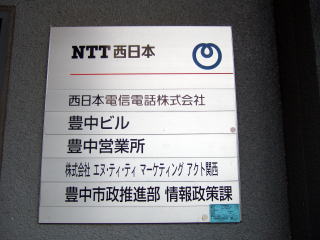 NTT西日本
西日本電信電話株式会社
豊中ビル
豊中営業所
株式会社 エヌ・ティ・ティ マーケティング アクト関西
豊中市政推進部 情報政策課